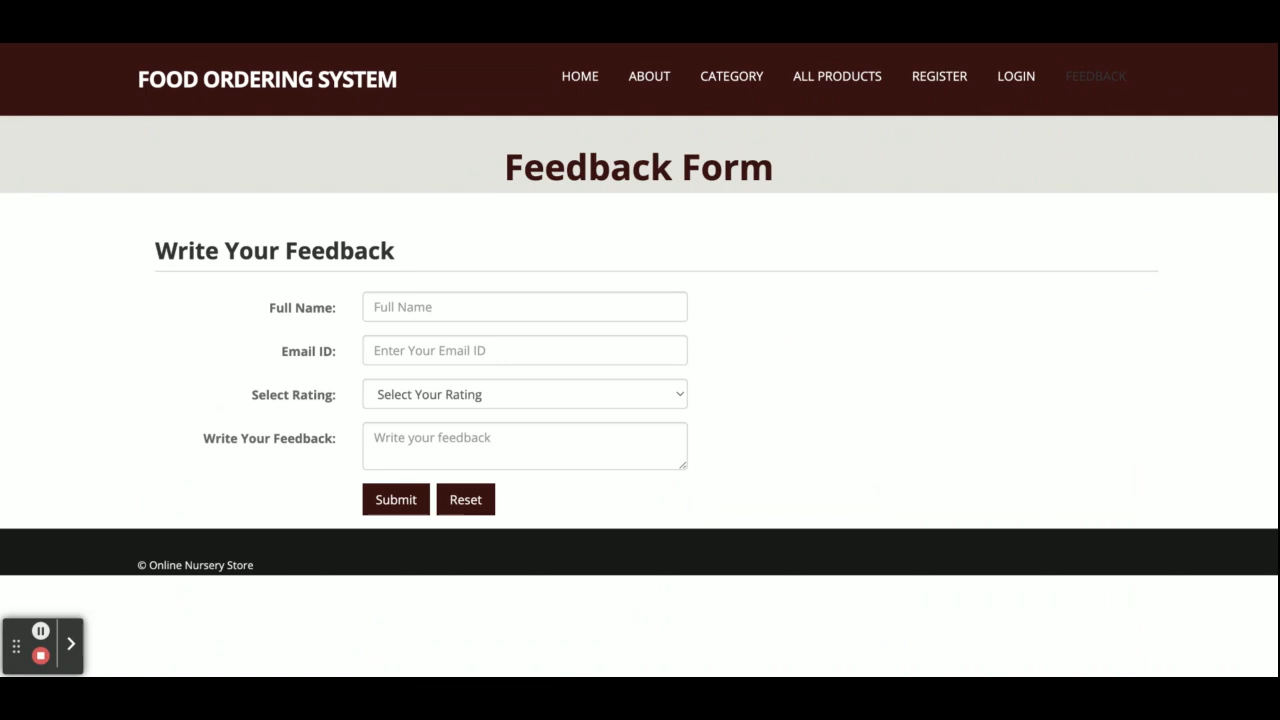 FOOD ORDERING SYSTEM HOME ABOUT CATEGORY ALL PRODUCTS REGISTER LOGIN FEEDBACK
Feedback Form
Write Your Feedback
Full Name: Full Name
Email ID: Enter Your Email ID
Select Rating: Select Your Rating
Write Your Feedback: Write your feedback
Submit Reset
© Online Nursery Store